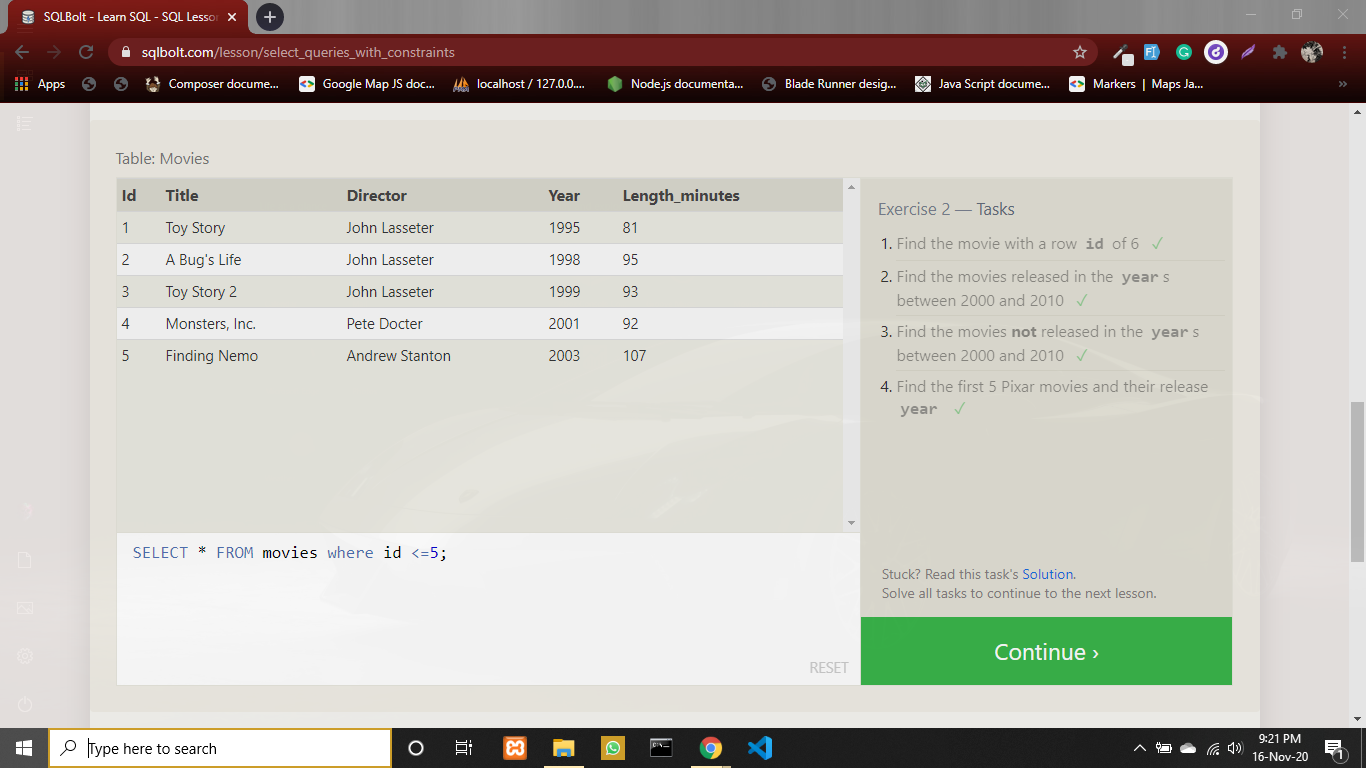 SQLBolt - Learn SQL - SQL Lesson
sqlbolt.com/lesson/select_queries_with_constraints
Apps
Composer docume...
Google Map JS doc...
localhost / 127.0.0....
Node.js documenta...
Blade Runner desig...
Java Script docume...
Markers | Maps Ja...
»
Table: Movies
Id Title Director Year Length_minutes
1 Toy Story John Lasseter 1995 81
2 A Bug's Life John Lasseter 1998 95
3 Toy Story 2 John Lasseter 1999 93
4 Monsters, Inc. Pete Docter 2001 92
5 Finding Nemo Andrew Stanton 2003 107
SELECT * FROM movies where id <=5;
RESET
Exercise 2 — Tasks
1. Find the movie with a row id of 6 ✓
2. Find the movies released in the year s
between 2000 and 2010 ✓
3. Find the movies not released in the year s
between 2000 and 2010 ✓
4. Find the first 5 Pixar movies and their release
year ✓
Stuck? Read this task's Solution.
Solve all tasks to continue to the next lesson.
Continue ›
Type here to search
9:21 PM
16-Nov-20
1